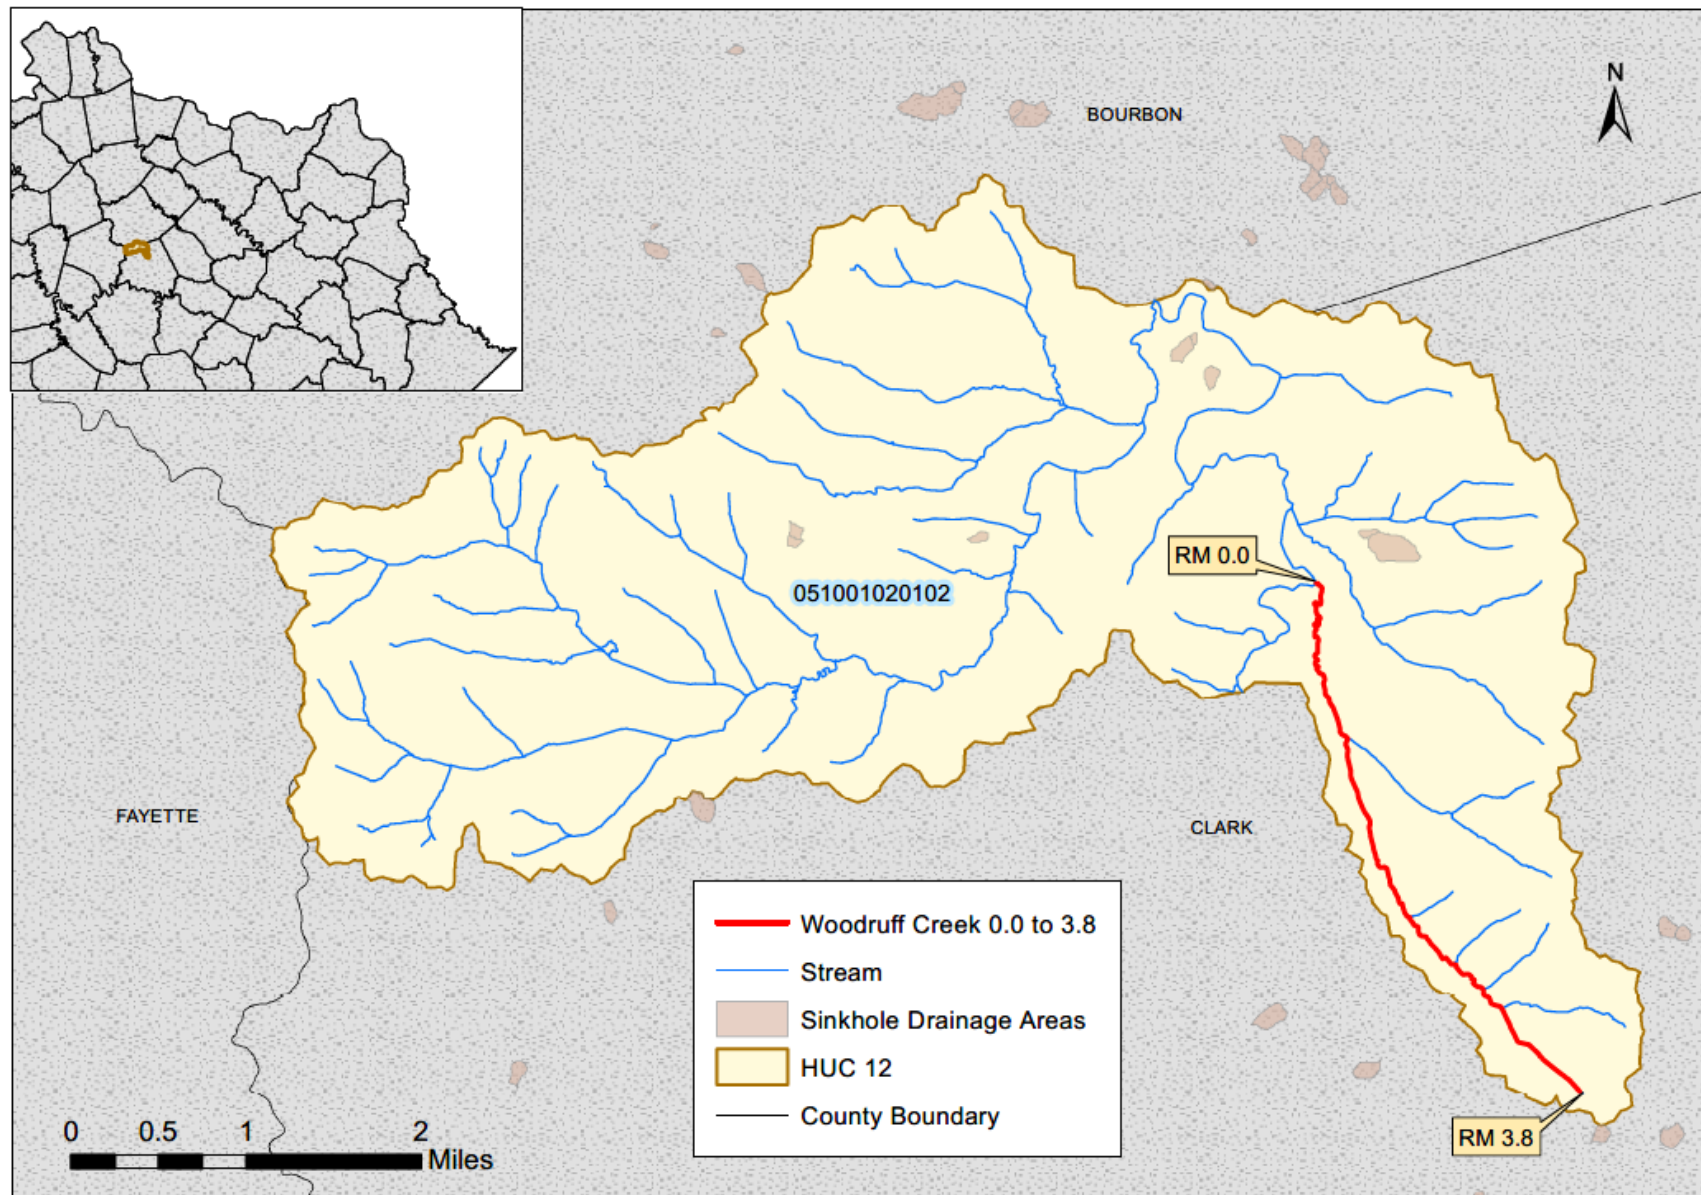 N
BOURBON
RM 0.0
051001020102
FAYETTE
CLARK
Woodruff Creek 0.0 to 3.8
Stream
Sinkhole Drainage Areas
HUC 12
County Boundary
0 0.5 1 2
Miles
RM 3.8